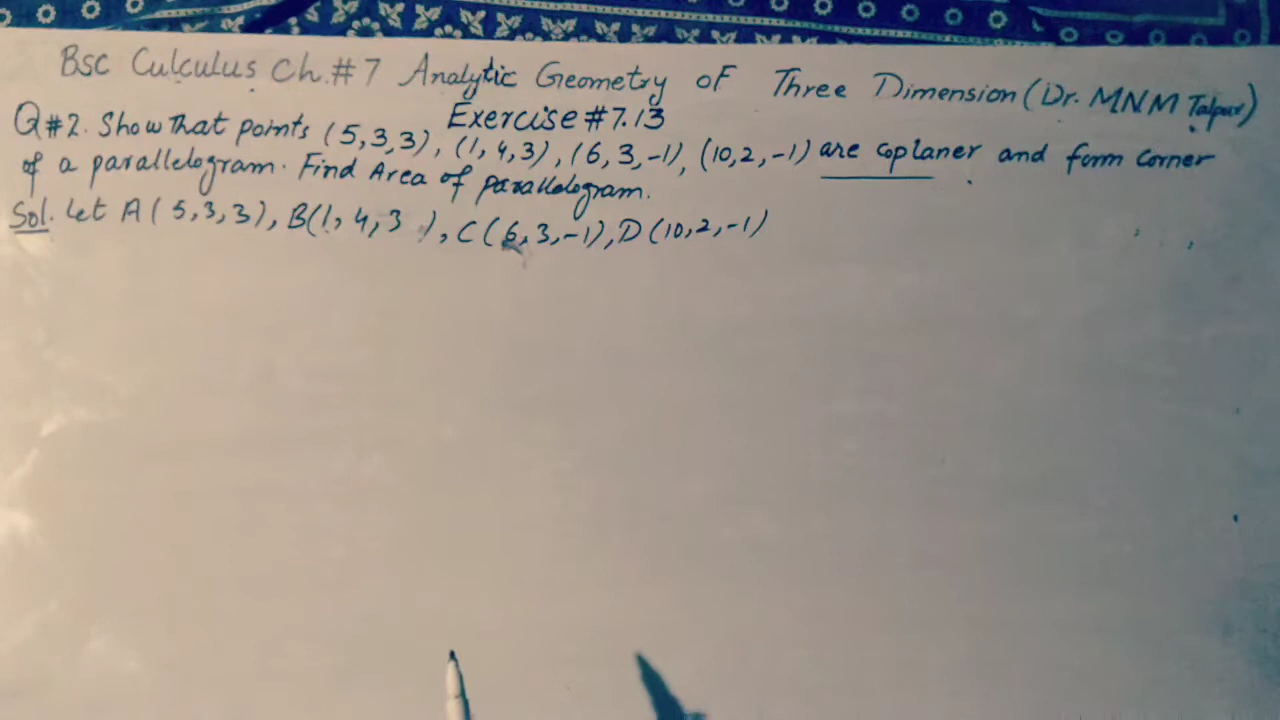 Bsc Calculus Ch.#7 Analytic Geometry of Three Dimension (Dr. MNM Talpur)
Exercise #7.13
Q#2. Show that points (5,3,3), (1,4,3), (6,3,-1), (10,2,-1) are coplaner and form corner
of a parallelogram. Find Area of parallelogram.
Sol. Let A(5,3,3), B(1,4,3), C(6,3,-1), D(10,2,-1)